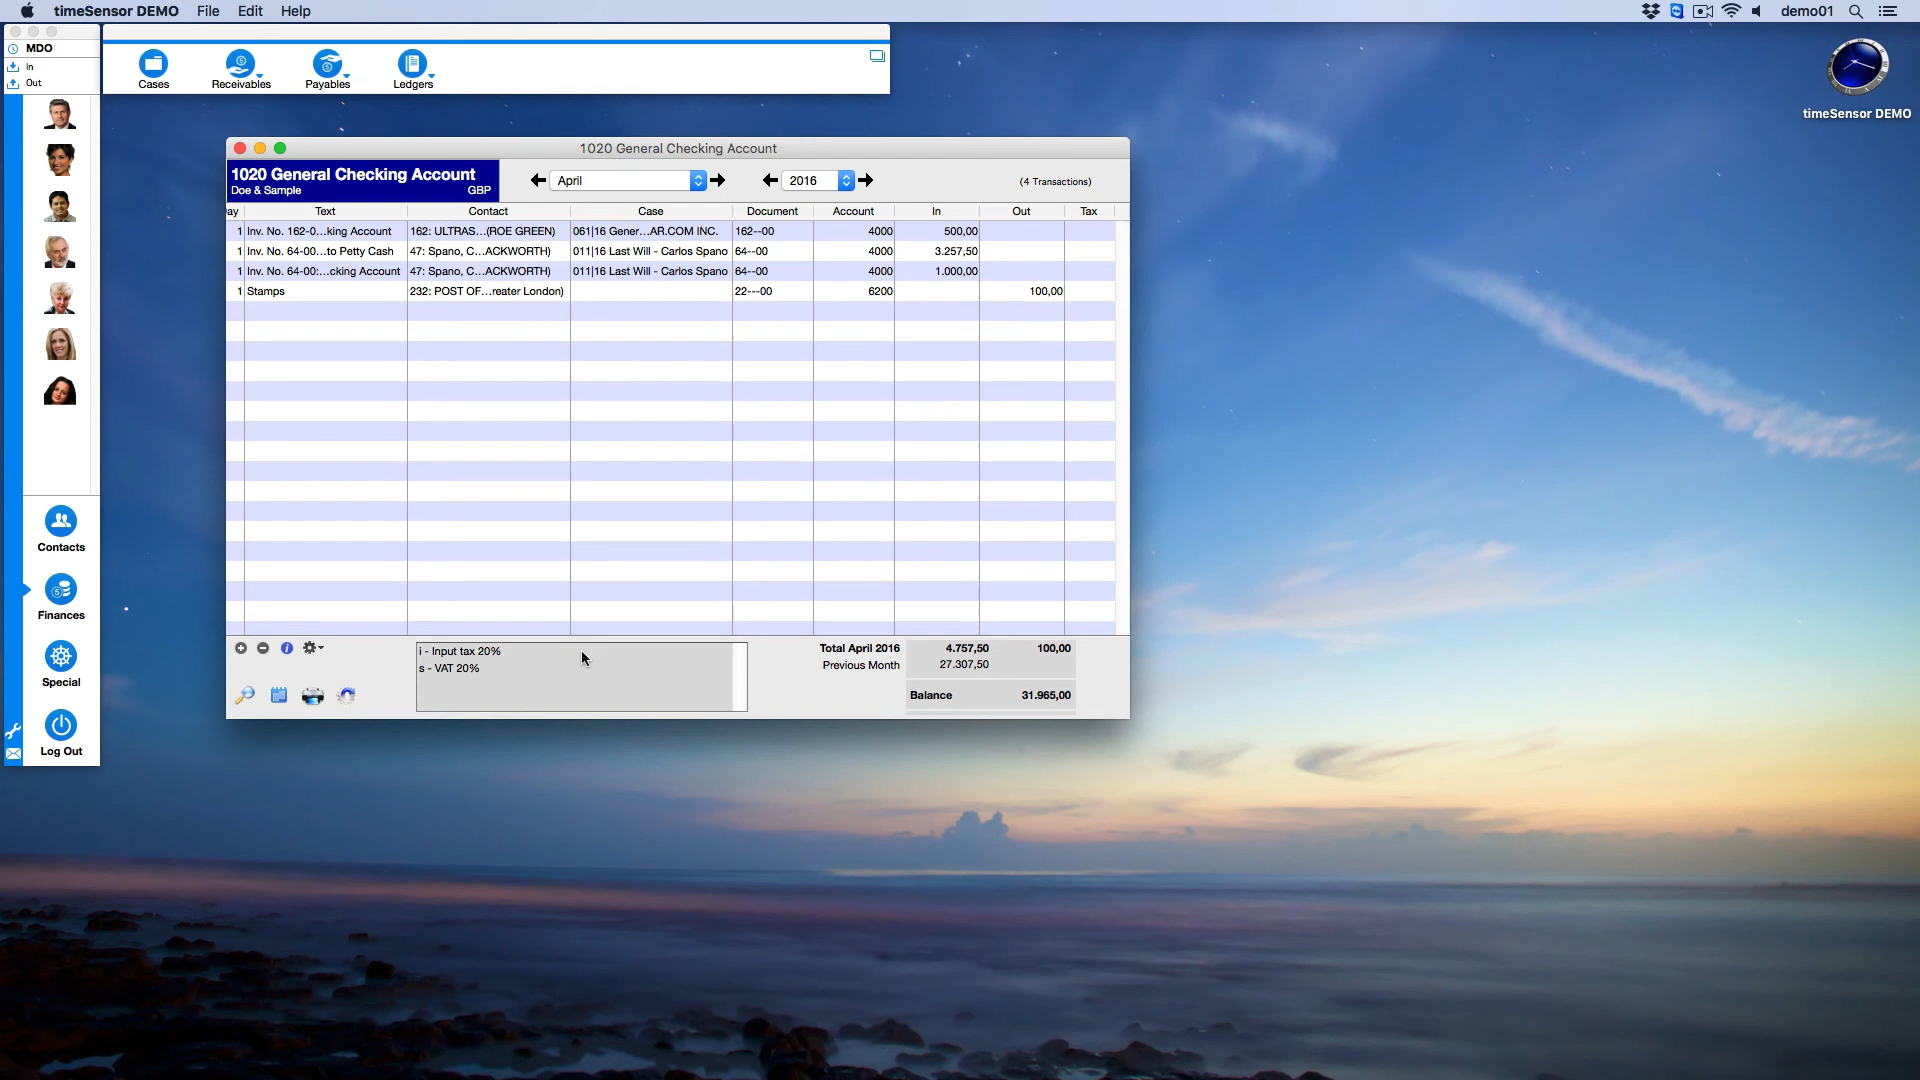 timeSensor DEMO File Edit Help demo01
MDO
In
Out
Cases Receivables Payables Ledgers
timeSensor DEMO
1020 General Checking Account
1020 General Checking Account
Doe & Sample GBP
April 2016 (4 Transactions)
ay Text Contact Case Document Account In Out Tax
1 Inv. No. 162-0...king Account 162: ULTRAS...(ROE GREEN) 061|16 Gener...AR.COM INC. 162--00 4000 500,00
1 Inv. No. 64-00...to Petty Cash 47: Spano, C...ACKWORTH) 011|16 Last Will - Carlos Spano 64--00 4000 3.257,50
1 Inv. No. 64-00:...cking Account 47: Spano, C...ACKWORTH) 011|16 Last Will - Carlos Spano 64--00 4000 1.000,00
1 Stamps 232: POST OF...reater London) 22---00 6200 100,00
Contacts
Finances
Special
Log Out
i - Input tax 20%
s - VAT 20%
Total April 2016 4.757,50 100,00
Previous Month 27.307,50
Balance 31.965,00